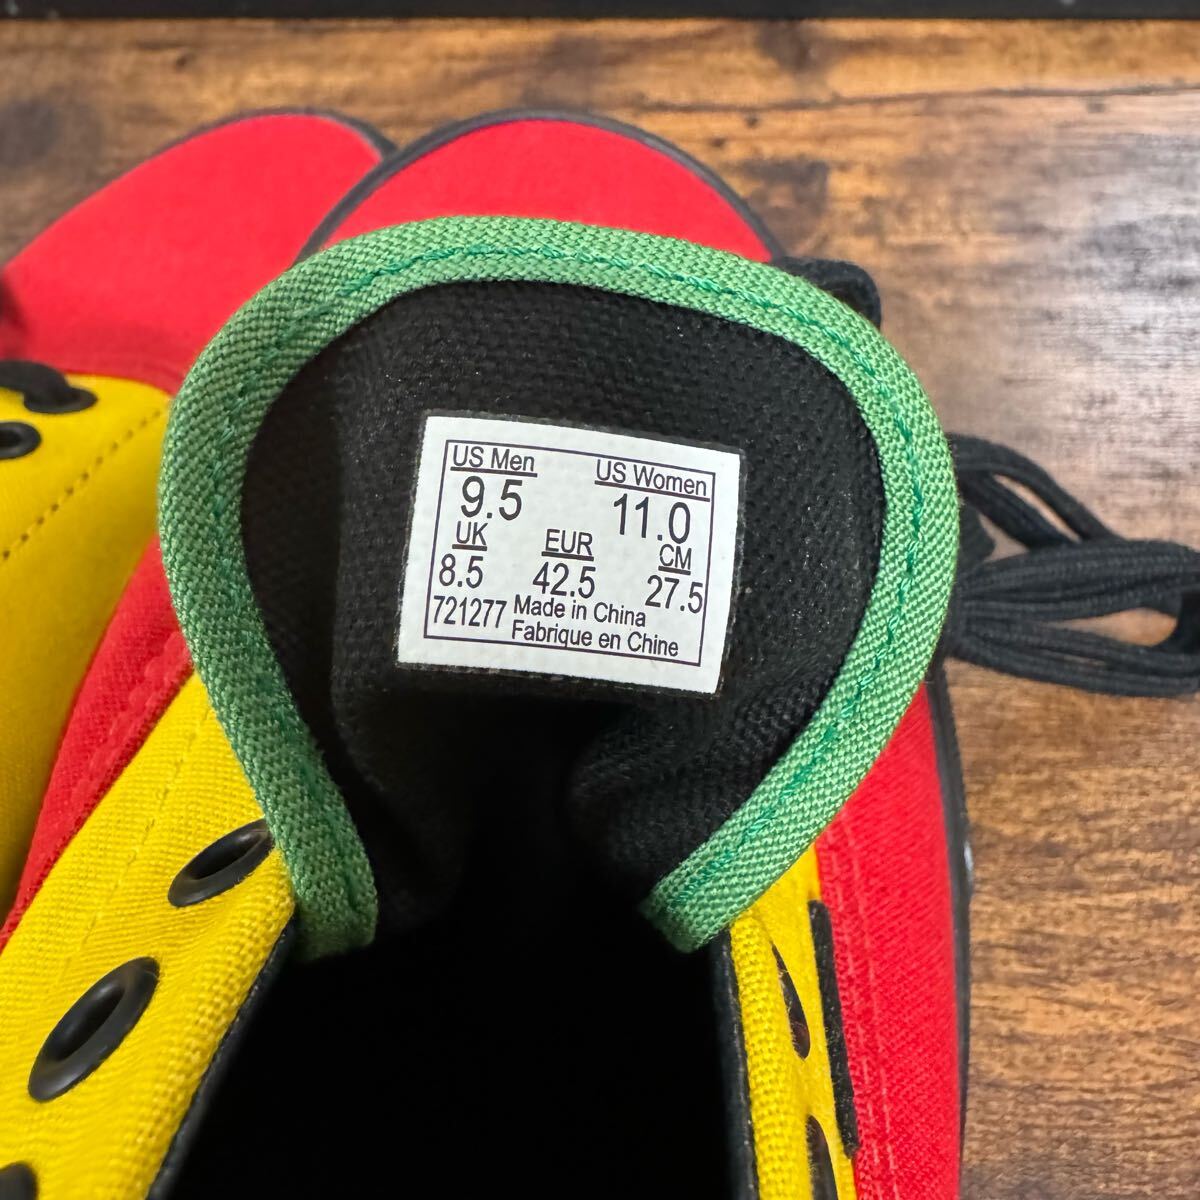 US Men US Women
9.5 11.0
UK EUR CM
8.5 42.5 27.5
721277 Made in China
Fabrique en Chine